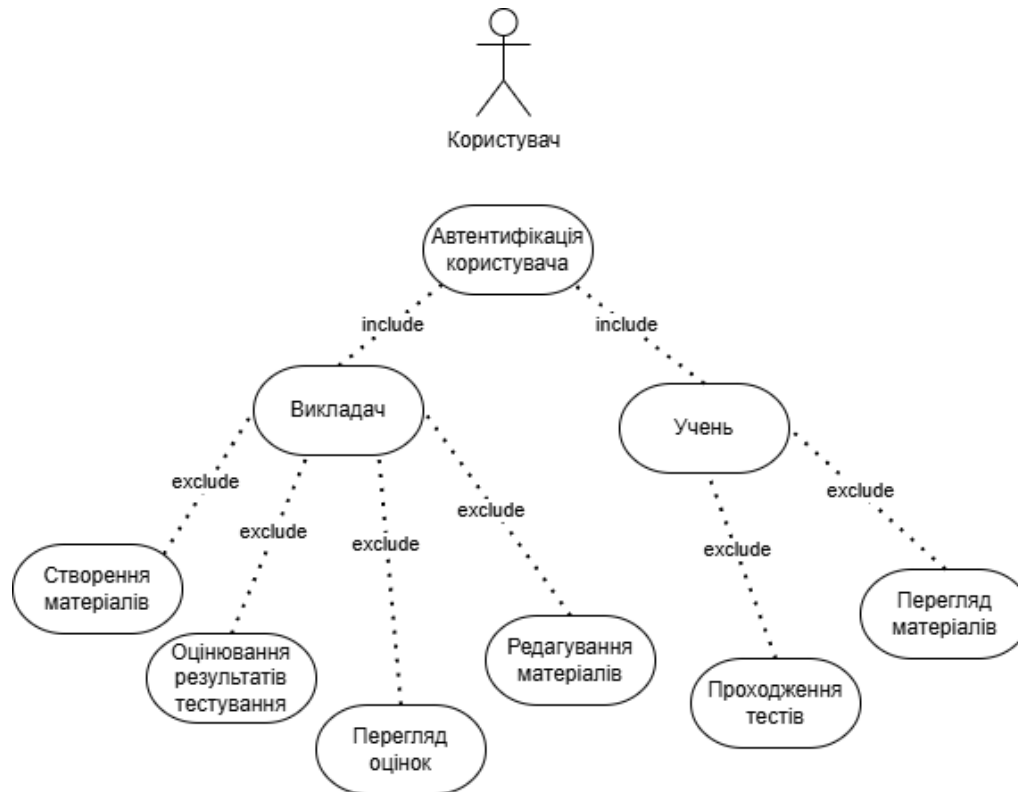 Користувач
Автентифікація
користувача
include
include
Викладач
Учень
exclude
exclude
exclude
exclude
exclude
exclude
Створення
матеріалів
Оцінювання
результатів
тестування
Перегляд
оцінок
Редагування
матеріалів
Проходження
тестів
Перегляд
матеріалів